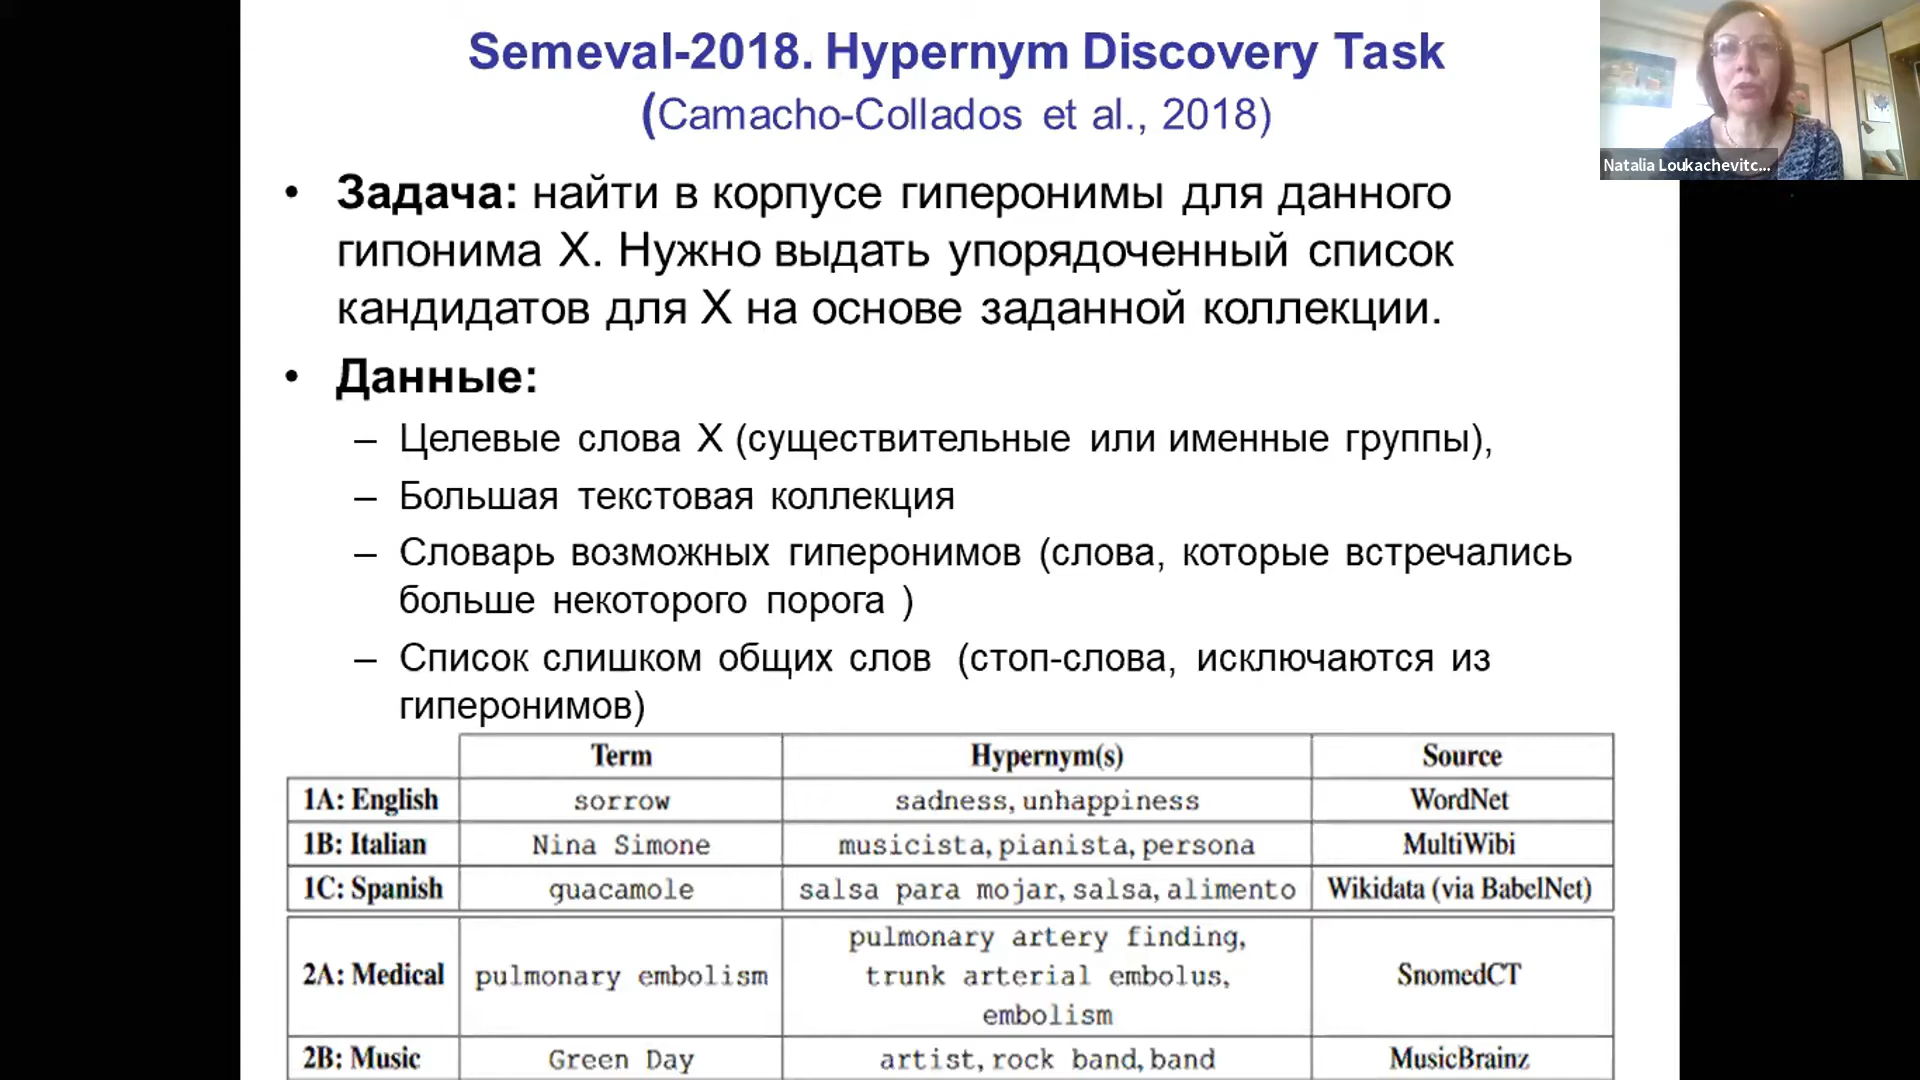 Semeval-2018. Hypernym Discovery Task
(Camacho-Collados et al., 2018)
Natalia Loukachevitc...
• Задача: найти в корпусе гиперонимы для данного
гипонима X. Нужно выдать упорядоченный список
кандидатов для X на основе заданной коллекции.
• Данные:
– Целевые слова X (существительные или именные группы),
– Большая текстовая коллекция
– Словарь возможных гиперонимов (слова, которые встречались
больше некоторого порога )
– Список слишком общих слов (стоп-слова, исключаются из
гиперонимов)
Term Hypernym(s) Source
1A: English sorrow sadness, unhappiness WordNet
1B: Italian Nina Simone musicista, pianista, persona MultiWibi
1C: Spanish guacamole salsa para mojar, salsa, alimento Wikidata (via BabelNet)
pulmonary artery finding,
2A: Medical pulmonary embolism trunk arterial embolus, SnomedCT
embolism
2B: Music Green Day artist, rock band, band MusicBrainz